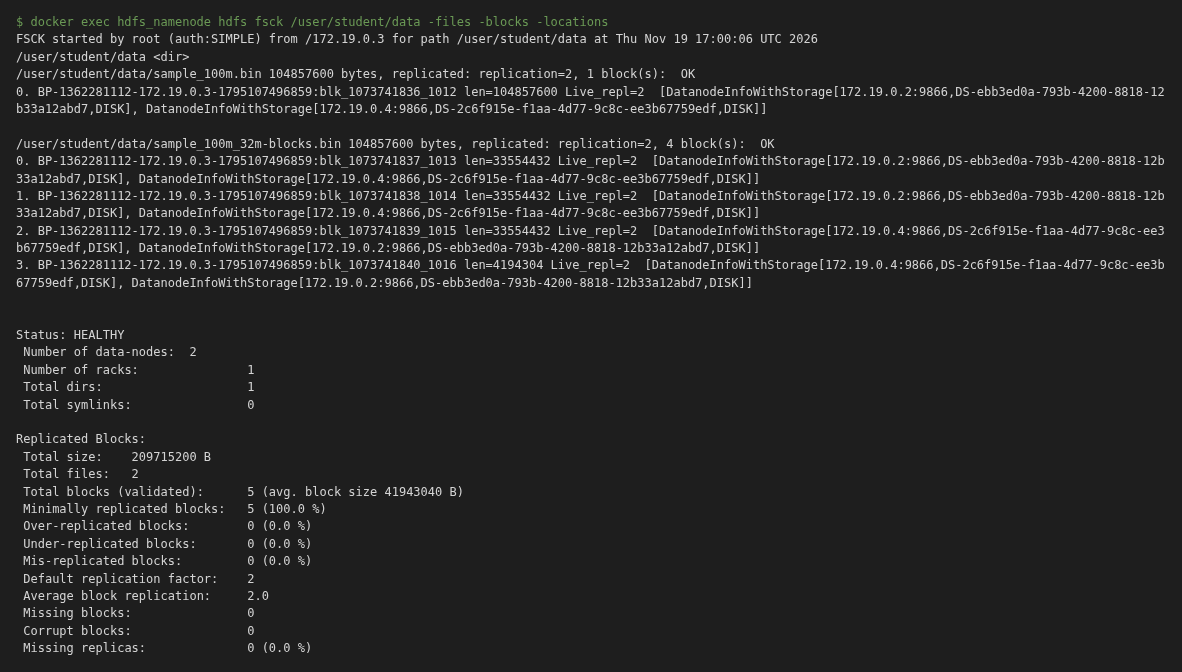 $ docker exec hdfs_namenode hdfs fsck /user/student/data -files -blocks -locations
FSCK started by root (auth:SIMPLE) from /172.19.0.3 for path /user/student/data at Thu Nov 19 17:00:06 UTC 2026
/user/student/data <dir>
/user/student/data/sample_100m.bin 104857600 bytes, replicated: replication=2, 1 block(s):  OK
0. BP-1362281112-172.19.0.3-1795107496859:blk_1073741836_1012 len=104857600 Live_repl=2  [DatanodeInfoWithStorage[172.19.0.2:9866,DS-ebb3ed0a-793b-4200-8818-12
b33a12abd7,DISK], DatanodeInfoWithStorage[172.19.0.4:9866,DS-2c6f915e-f1aa-4d77-9c8c-ee3b67759edf,DISK]]

/user/student/data/sample_100m_32m-blocks.bin 104857600 bytes, replicated: replication=2, 4 block(s):  OK
0. BP-1362281112-172.19.0.3-1795107496859:blk_1073741837_1013 len=33554432 Live_repl=2  [DatanodeInfoWithStorage[172.19.0.2:9866,DS-ebb3ed0a-793b-4200-8818-12b
33a12abd7,DISK], DatanodeInfoWithStorage[172.19.0.4:9866,DS-2c6f915e-f1aa-4d77-9c8c-ee3b67759edf,DISK]]
1. BP-1362281112-172.19.0.3-1795107496859:blk_1073741838_1014 len=33554432 Live_repl=2  [DatanodeInfoWithStorage[172.19.0.2:9866,DS-ebb3ed0a-793b-4200-8818-12b
33a12abd7,DISK], DatanodeInfoWithStorage[172.19.0.4:9866,DS-2c6f915e-f1aa-4d77-9c8c-ee3b67759edf,DISK]]
2. BP-1362281112-172.19.0.3-1795107496859:blk_1073741839_1015 len=33554432 Live_repl=2  [DatanodeInfoWithStorage[172.19.0.4:9866,DS-2c6f915e-f1aa-4d77-9c8c-ee3
b67759edf,DISK], DatanodeInfoWithStorage[172.19.0.2:9866,DS-ebb3ed0a-793b-4200-8818-12b33a12abd7,DISK]]
3. BP-1362281112-172.19.0.3-1795107496859:blk_1073741840_1016 len=4194304 Live_repl=2  [DatanodeInfoWithStorage[172.19.0.4:9866,DS-2c6f915e-f1aa-4d77-9c8c-ee3b
67759edf,DISK], DatanodeInfoWithStorage[172.19.0.2:9866,DS-ebb3ed0a-793b-4200-8818-12b33a12abd7,DISK]]


Status: HEALTHY
 Number of data-nodes:	2
 Number of racks:		1
 Total dirs:			1
 Total symlinks:		0

Replicated Blocks:
 Total size:	209715200 B
 Total files:	2
 Total blocks (validated):	5 (avg. block size 41943040 B)
 Minimally replicated blocks:	5 (100.0 %)
 Over-replicated blocks:	0 (0.0 %)
 Under-replicated blocks:	0 (0.0 %)
 Mis-replicated blocks:		0 (0.0 %)
 Default replication factor:	2
 Average block replication:	2.0
 Missing blocks:		0
 Corrupt blocks:		0
 Missing replicas:		0 (0.0 %)